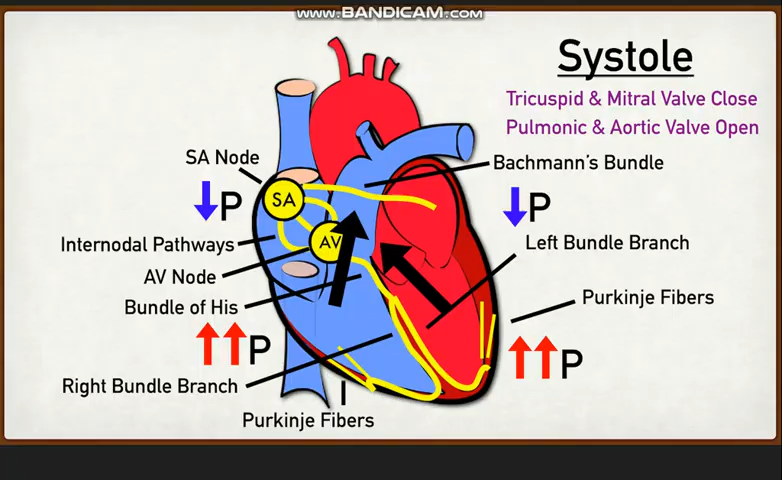 www.BANDICAM.com
Systole
Tricuspid & Mitral Valve Close
Pulmonic & Aortic Valve Open
SA Node
Bachmann's Bundle
SA
P
P
AV
Internodal Pathways
Left Bundle Branch
AV Node
Bundle of His
Purkinje Fibers
P
P
Right Bundle Branch
Purkinje Fibers